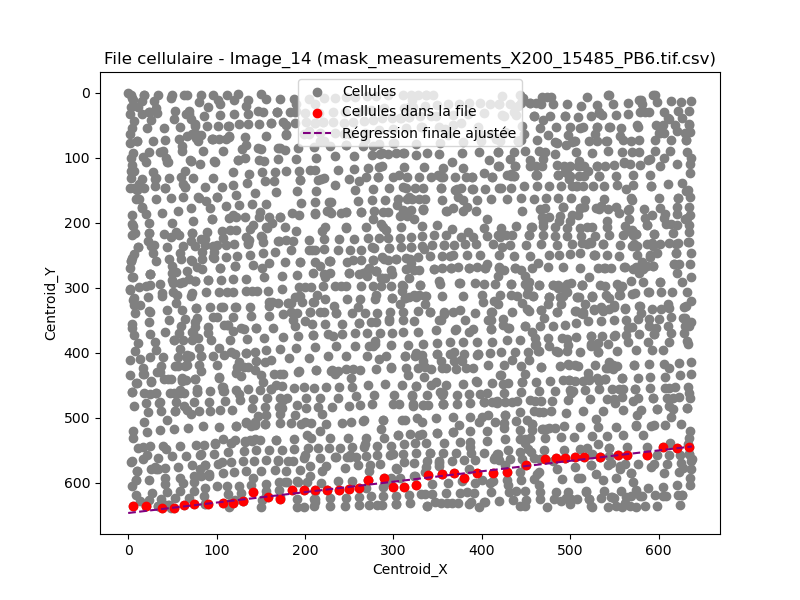 File cellulaire - Image_14 (mask_measurements_X200_15485_PB6.tif.csv)
Cellules
Cellules dans la file
Régression finale ajustée
0
100
200
300
400
500
600
Centroid_Y
0 100 200 300 400 500 600
Centroid_X